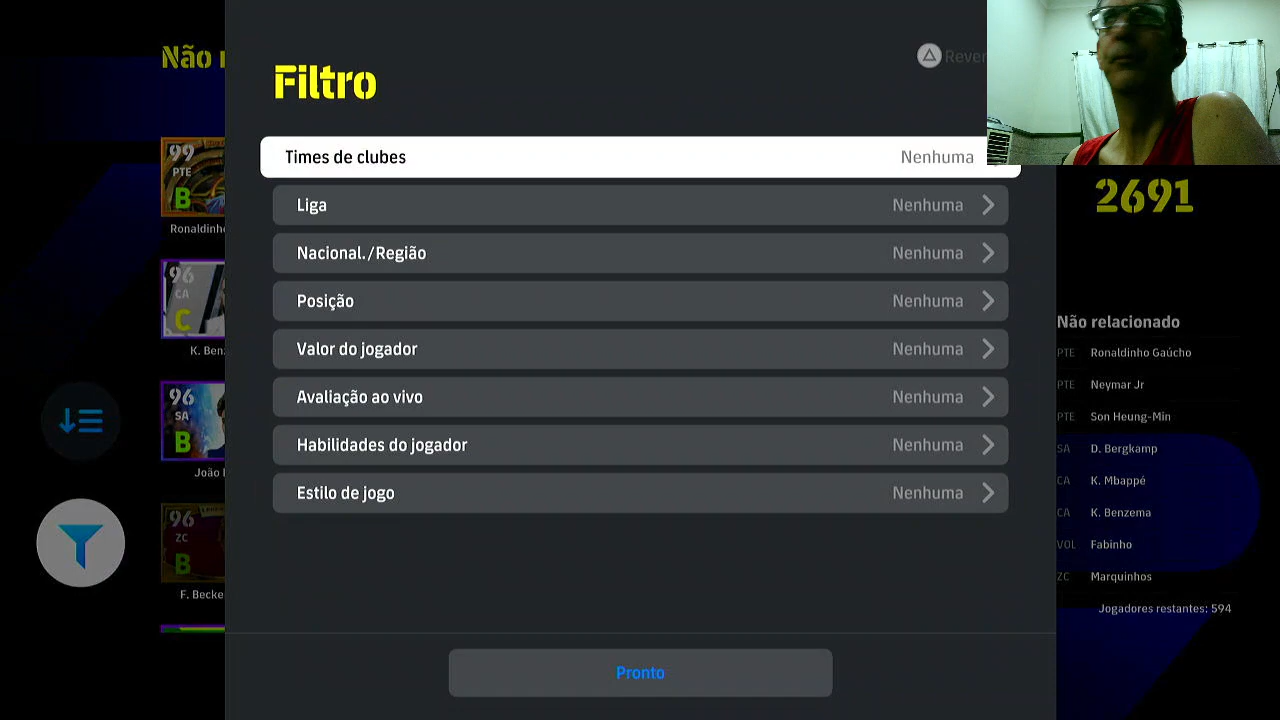 Não r
Filtro
Rever
Times de clubes Nenhuma
Liga Nenhuma
Nacional./Região Nenhuma
Posição Nenhuma
Valor do jogador Nenhuma
Avaliação ao vivo Nenhuma
Habilidades do jogador Nenhuma
Estilo de jogo Nenhuma
Pronto
99
PTE
B
Ronaldinho
96
CA
C
K. Benz
96
SA
B
João
96
ZC
B
F. Becke
2691
Não relacionado
PTE Ronaldinho Gaúcho
PTE Neymar Jr
PTE Son Heung-Min
SA D. Bergkamp
CA K. Mbappé
CA K. Benzema
VOL Fabinho
ZC Marquinhos
Jogadores restantes: 594